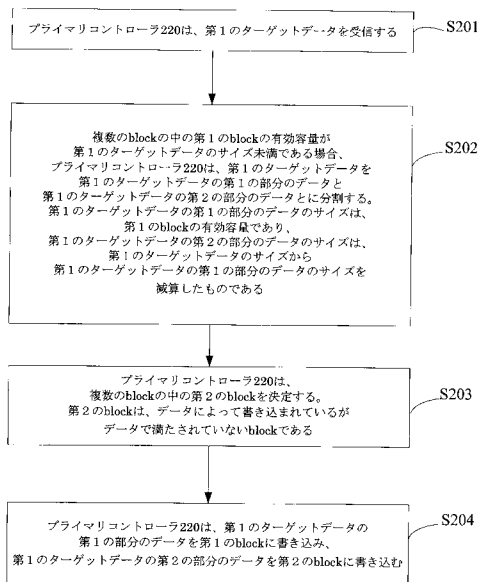 プライマリコントローラ220は、第1のターゲットデータを受信する
S201
複数のblockの中の第1のblockの有効容量が
第1のターゲットデータのサイズ未満である場合、
プライマリコントローラ220は、第1のターゲットデータを
第1のターゲットデータの第1の部分のデータと
第1のターゲットデータの第2の部分のデータとに分割する。
第1のターゲットデータの第1の部分のデータのサイズは、
第1のblockの有効容量であり、
第1のターゲットデータの第2の部分のデータのサイズは、
第1のターゲットデータのサイズから
第1のターゲットデータの第1の部分のデータのサイズを
減算したものである
S202
プライマリコントローラ220は、
複数のblockの中の第2のblockを決定する。
第2のblockは、データによって書き込まれているが
データで満たされていないblockである
S203
プライマリコントローラ220は、第1のターゲットデータの
第1の部分のデータを第1のblockに書き込み、
第1のターゲットデータの第2の部分のデータを第2のblockに書き込む
S204